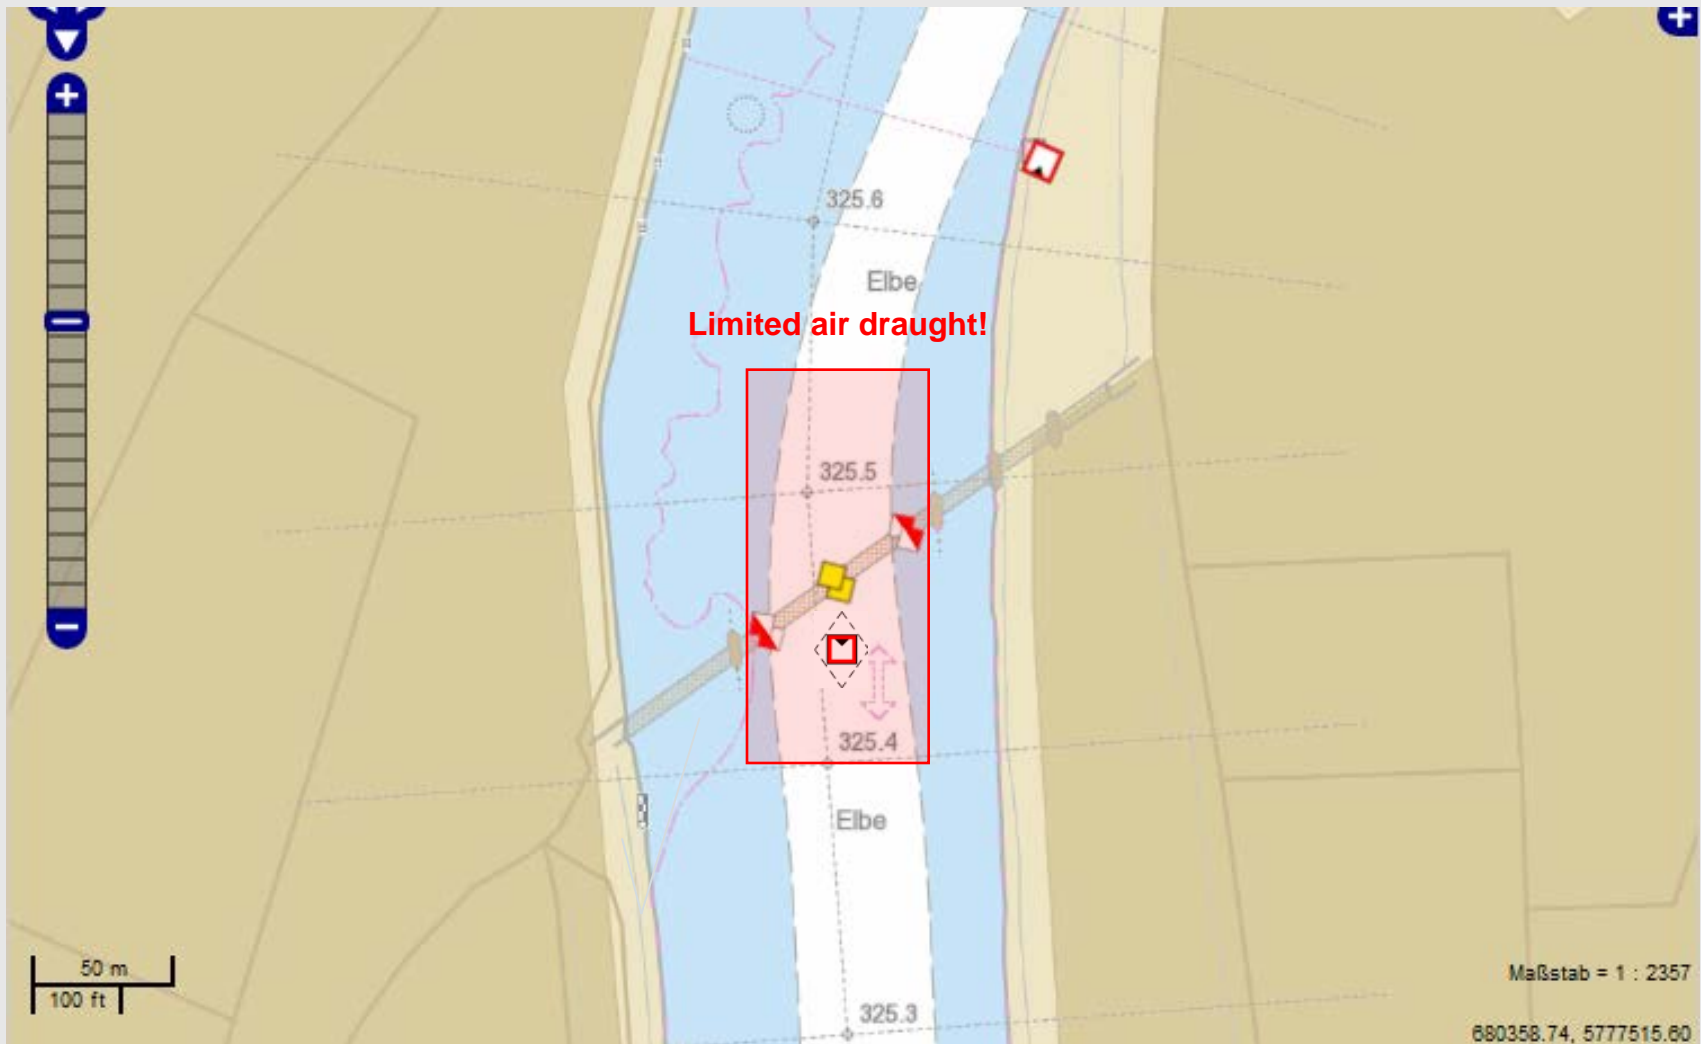 325.6
Elbe
Limited air draught!
325.5
325.4
Elbe
50 m
100 ft
Maßstab = 1 : 2357
325.3
680358.74, 5777515.60